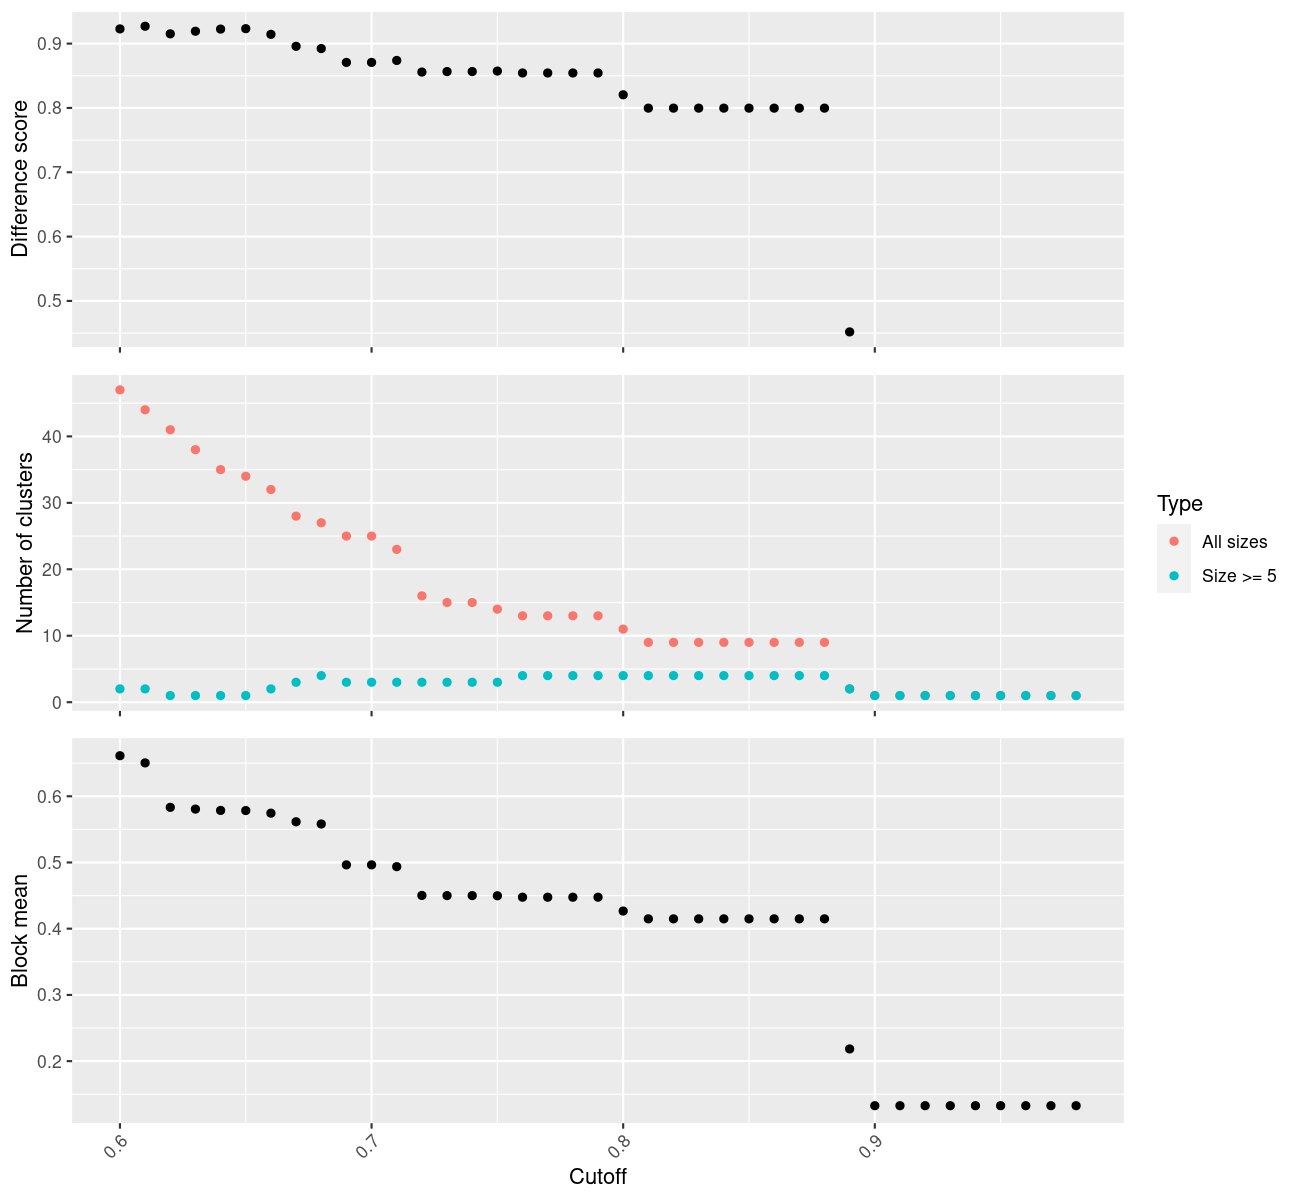 Difference score
0.9
0.8
0.7
0.6
0.5
Number of clusters
40
30
20
10
0
Type
All sizes
Size >= 5
Block mean
0.6
0.5
0.4
0.3
0.2
0.6
0.7
0.8
0.9
Cutoff